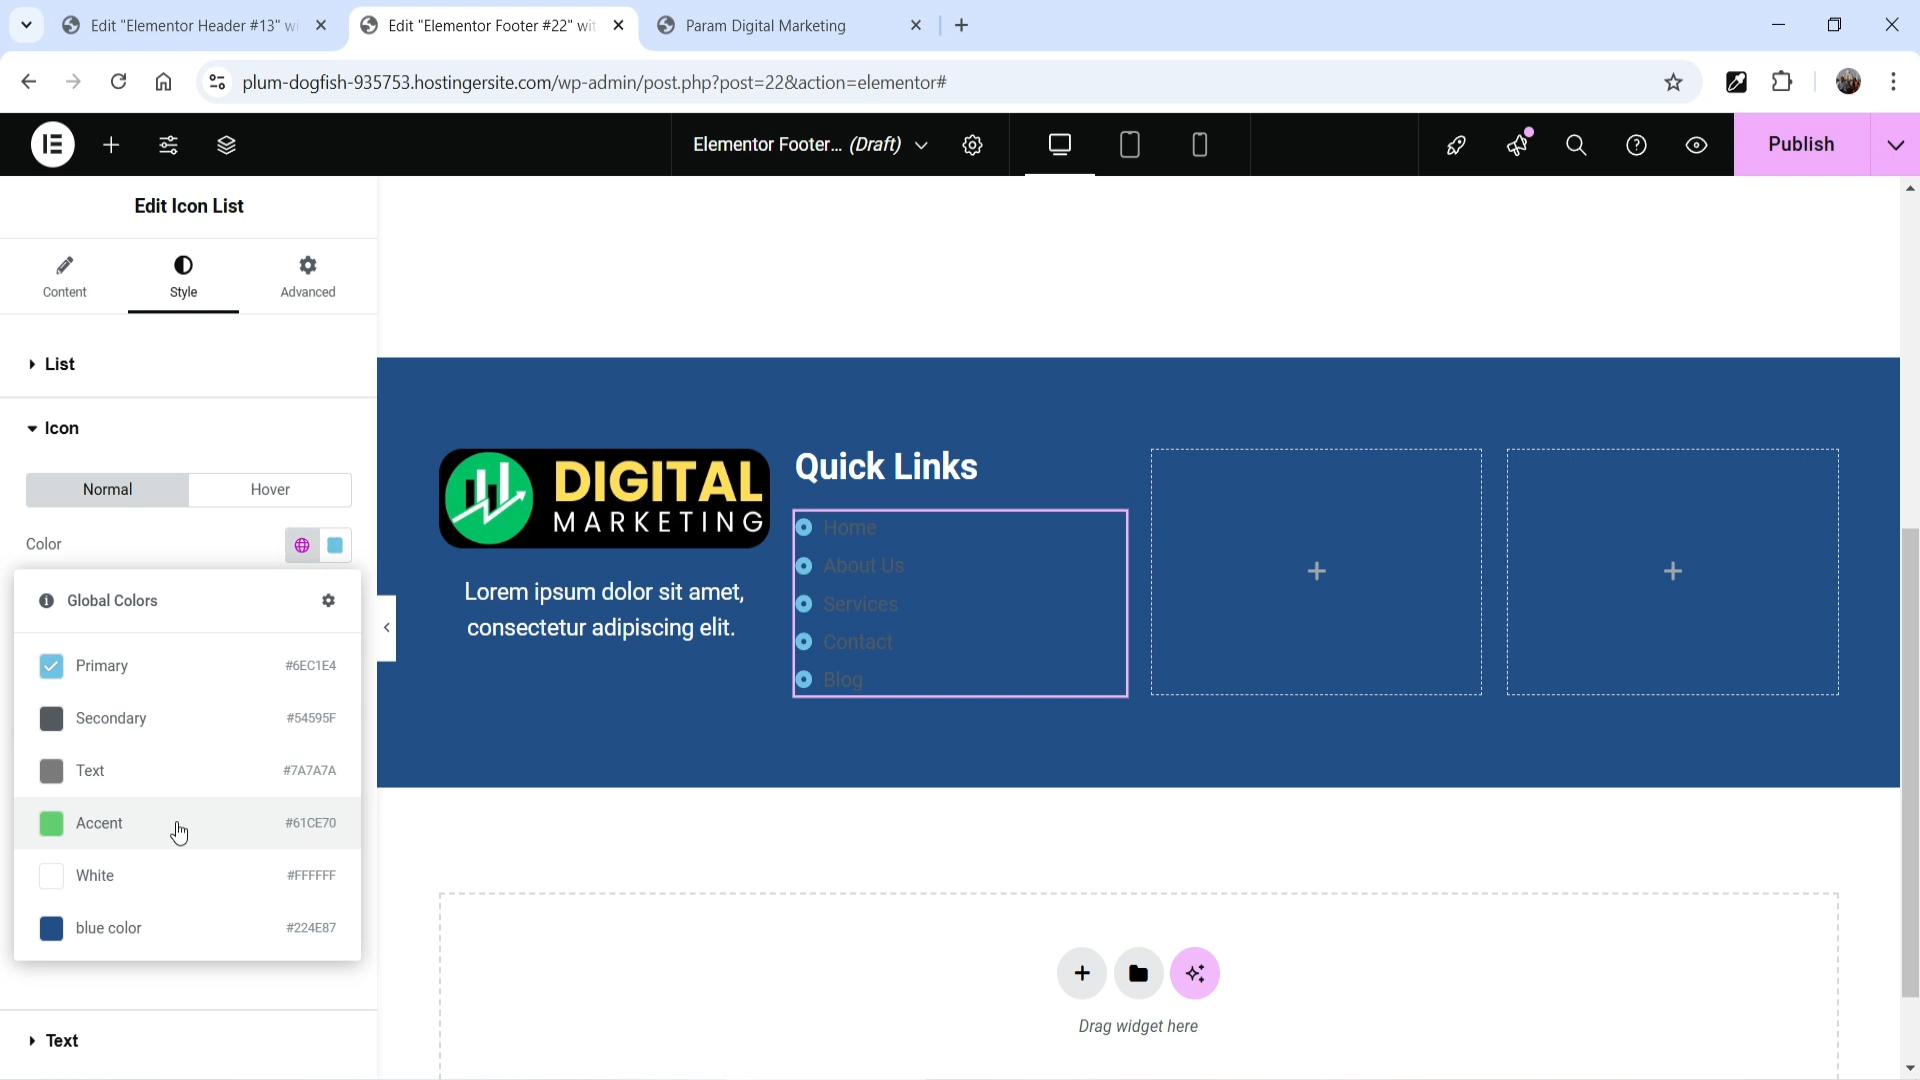 Edit "Elementor Header #13" wi
Edit "Elementor Footer #22" wit
Param Digital Marketing
plum-dogfish-935753.hostingersite.com/wp-admin/post.php?post=22&action=elementor#
Elementor Footer... (Draft)
Publish
Edit Icon List
Content
Style
Advanced
List
Icon
Normal
Hover
Color
Global Colors
Primary #6EC1E4
Secondary #54595F
Text #7A7A7A
Accent #61CE70
White #FFFFFF
blue color #224E87
Text
DIGITAL
MARKETING
Lorem ipsum dolor sit amet,
consectetur adipiscing elit.
Quick Links
Home
About Us
Services
Contact
Blog
Drag widget here